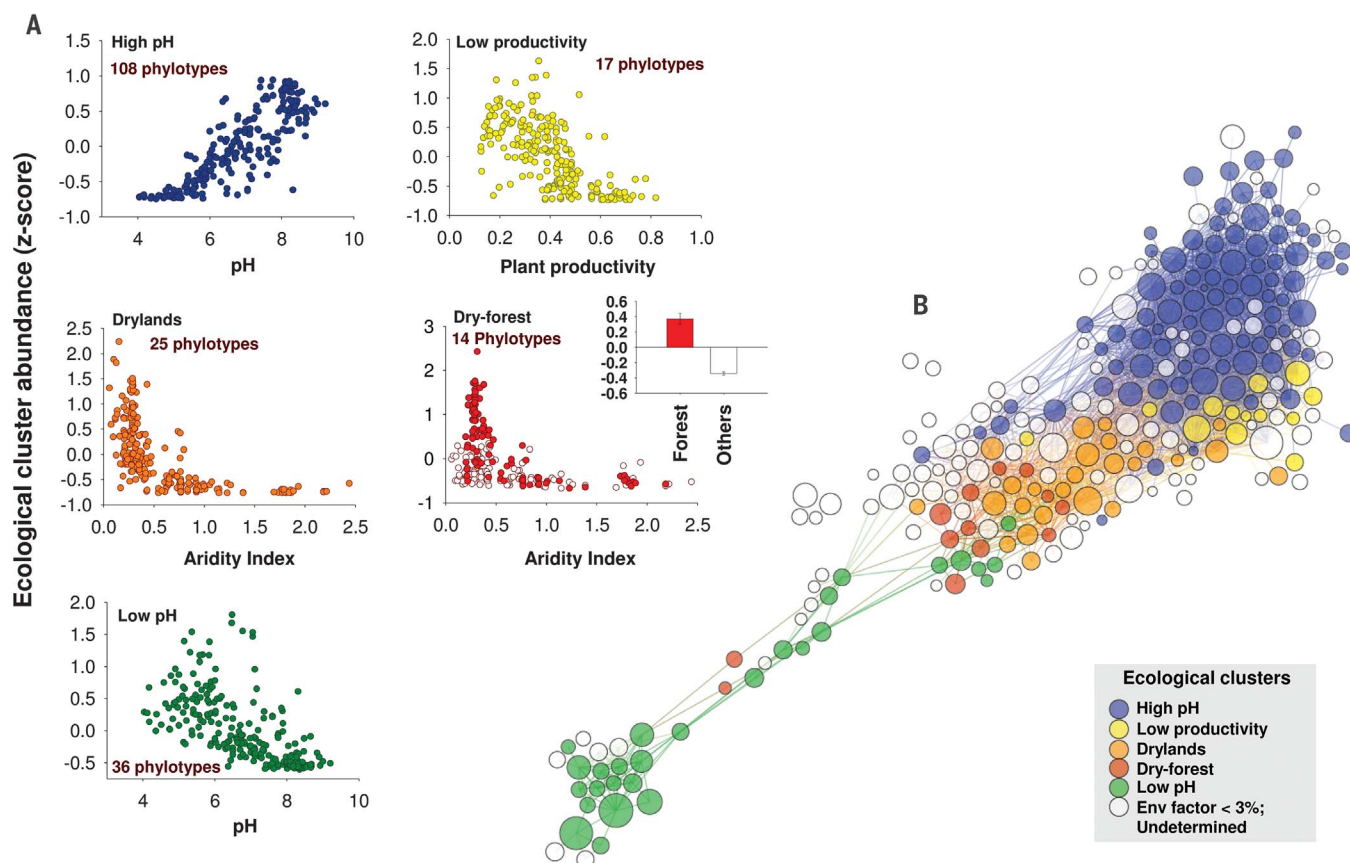 A
Ecological cluster abundance (z-score)
High pH
108 phylotypes
1.5
1.0
0.5
0.0
-0.5
-1.0
4 6 8 10
pH
Low productivity
17 phylotypes
2.0
1.5
1.0
0.5
0.0
-0.5
-1.0
0.0 0.2 0.4 0.6 0.8 1.0
Plant productivity
Drylands
25 phylotypes
2.5
2.0
1.5
1.0
0.5
0.0
-0.5
-1.0
0.0 0.5 1.0 1.5 2.0 2.5
Aridity Index
Dry-forest
14 Phylotypes
3
2
1
0
-1
0.0 0.5 1.0 1.5 2.0 2.5
Aridity Index
0.6
0.4
0.2
0.0
-0.2
-0.4
-0.6
Forest
Others
Low pH
36 phylotypes
2.0
1.5
1.0
0.5
0.0
-0.5
4 6 8 10
pH
B
Ecological clusters
High pH
Low productivity
Drylands
Dry-forest
Low pH
Env factor < 3%;
Undetermined